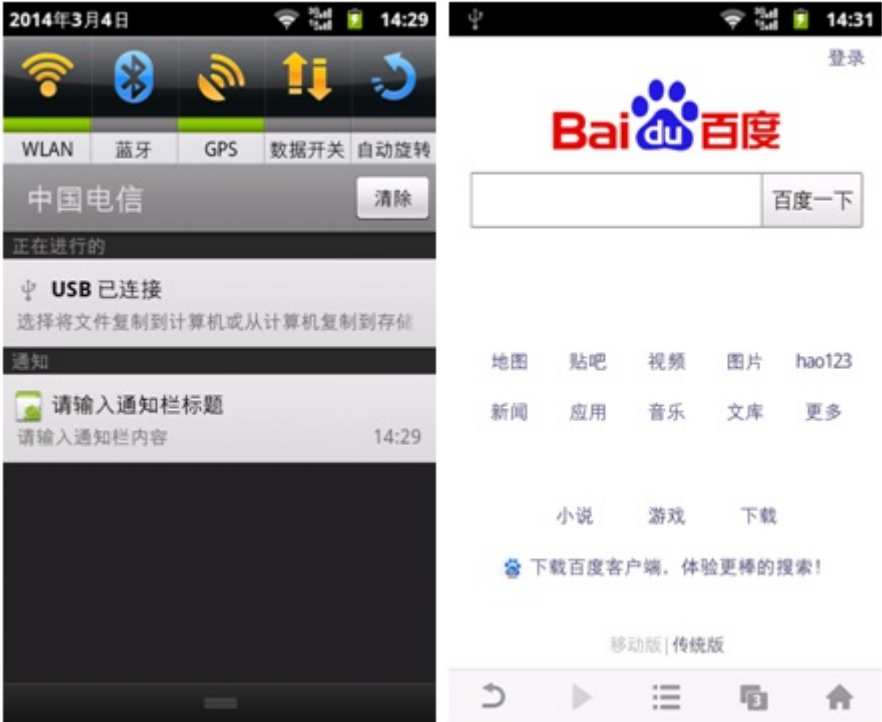 2014年3月4日 14:29
WLAN 蓝牙 GPS 数据开关 自动旋转
中国电信 清除
正在进行的
USB 已连接
选择将文件复制到计算机或从计算机复制到存储
通知
请输入通知栏标题
请输入通知栏内容 14:29
14:31
登录
Bai du 百度
百度一下
地图 贴吧 视频 图片 hao123
新闻 应用 音乐 文库 更多
小说 游戏 下载
下载百度客户端，体验更棒的搜索!
移动版|传统版
3